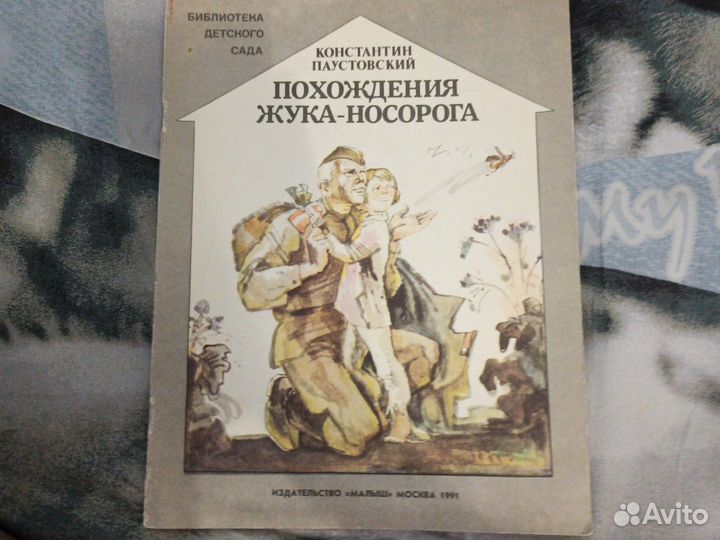 БИБЛИОТЕКА
ДЕТСКОГО
САДА
КОНСТАНТИН
ПАУСТОВСКИЙ
ПОХОЖДЕНИЯ
ЖУКА-НОСОРОГА
ИЗДАТЕЛЬСТВО «МАЛЫШ» МОСКВА 1991
Avito